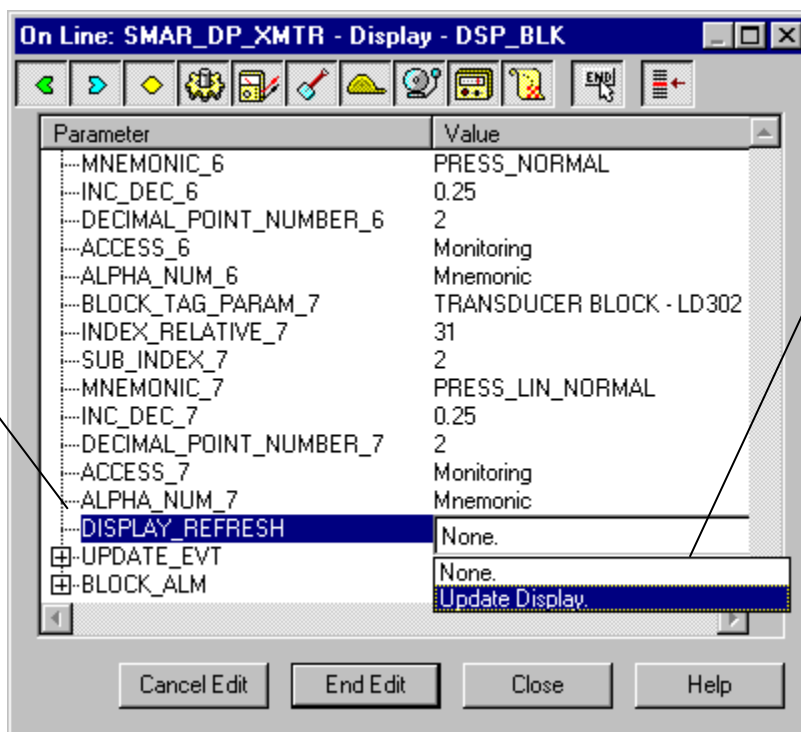 On Line: SMAR_DP_XMTR - Display - DSP_BLK
END
Parameter Value
MNEMONIC_6 PRESS_NORMAL
INC_DEC_6 0.25
DECIMAL_POINT_NUMBER_6 2
ACCESS_6 Monitoring
ALPHA_NUM_6 Mnemonic
BLOCK_TAG_PARAM_7 TRANSDUCER BLOCK - LD302
INDEX_RELATIVE_7 31
SUB_INDEX_7 2
MNEMONIC_7 PRESS_LIN_NORMAL
INC_DEC_7 0.25
DECIMAL_POINT_NUMBER_7 2
ACCESS_7 Monitoring
ALPHA_NUM_7 Mnemonic
DISPLAY_REFRESH None.
UPDATE_EVT None.
BLOCK_ALM Update Display.
Cancel Edit End Edit Close Help